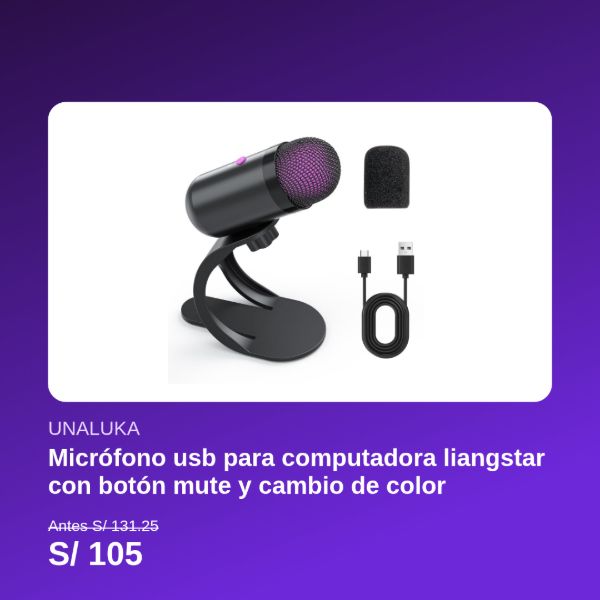 UNALUKA
Micrófono usb para computadora liangstar
con botón mute y cambio de color
Antes S/ 131.25
S/ 105